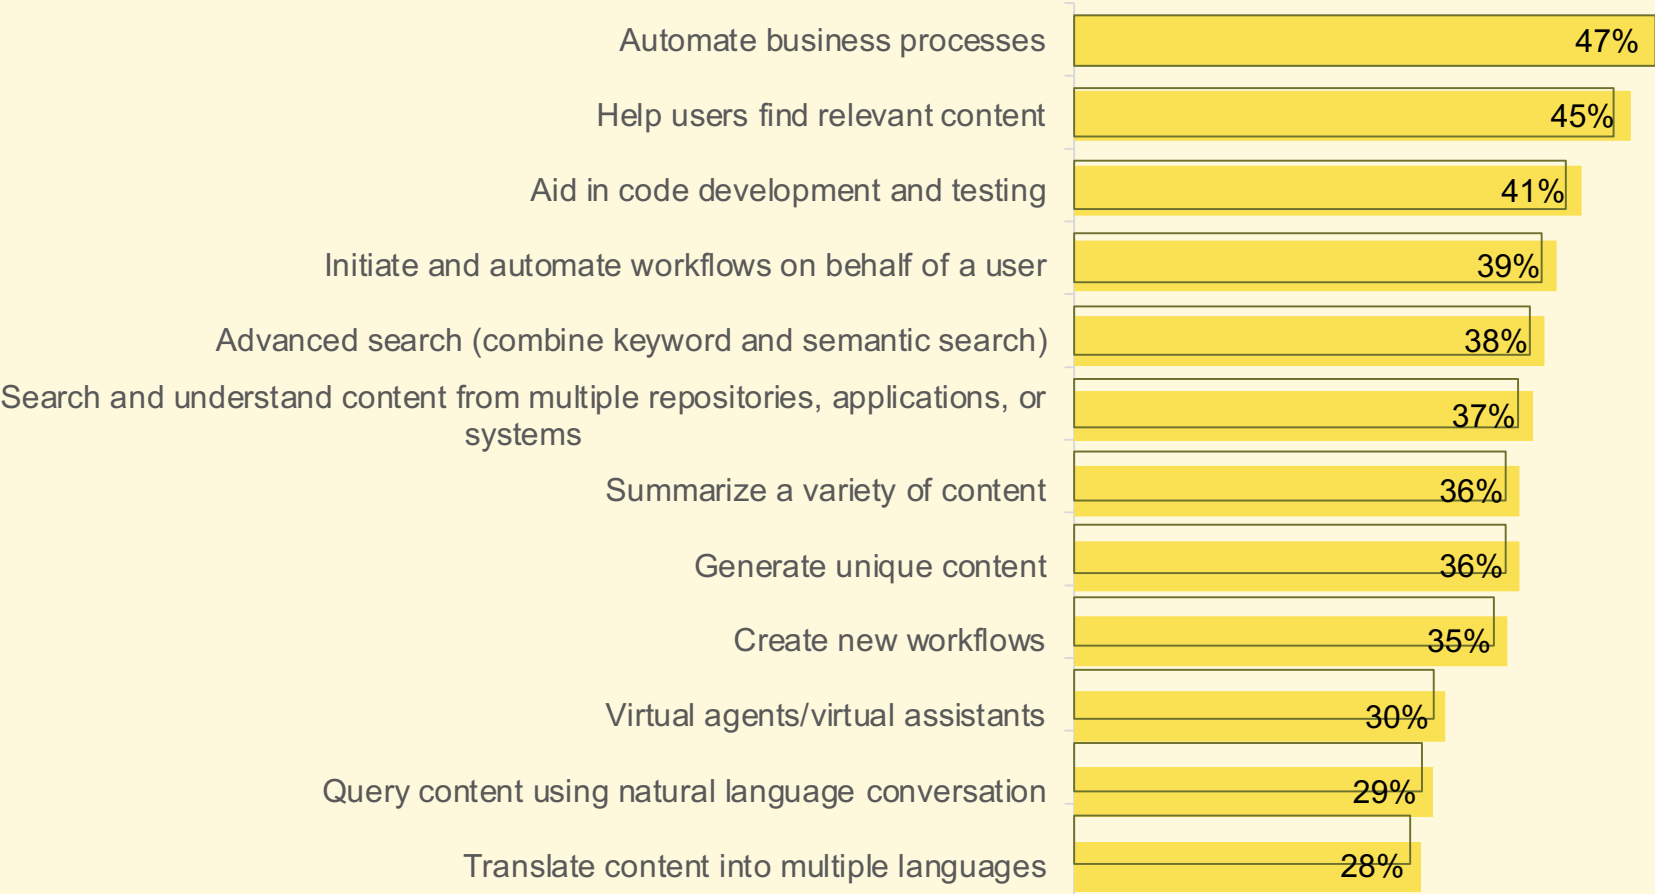 Automate business processes 47%
Help users find relevant content 45%
Aid in code development and testing 41%
Initiate and automate workflows on behalf of a user 39%
Advanced search (combine keyword and semantic search) 38%
Search and understand content from multiple repositories, applications, or
systems 37%
Summarize a variety of content 36%
Generate unique content 36%
Create new workflows 35%
Virtual agents/virtual assistants 30%
Query content using natural language conversation 29%
Translate content into multiple languages 28%